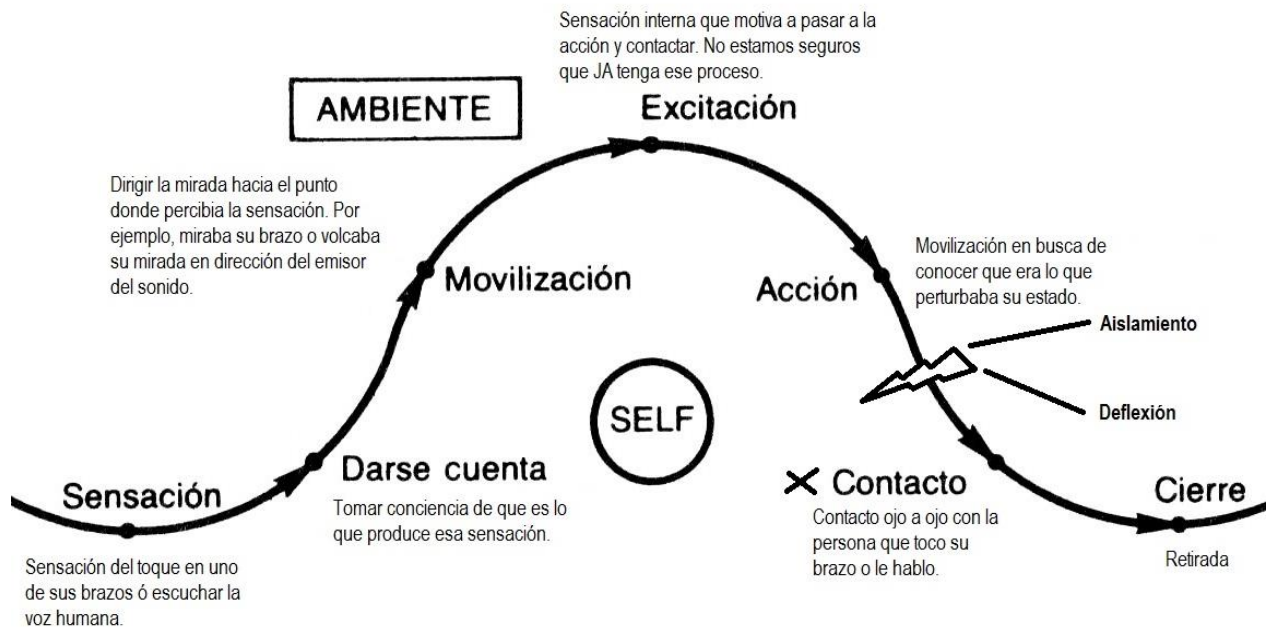 Sensación interna que motiva a pasar a la
acción y contactar. No estamos seguros
que JA tenga ese proceso.
AMBIENTE
Excitación
Dirigir la mirada hacia el punto
donde percibia la sensación. Por
ejemplo, miraba su brazo o volcaba
su mirada en dirección del emisor
del sonido.
Movilización
Acción
Movilización en busca de
conocer que era lo que
perturbaba su estado.
Aislamiento
Deflexión
SELF
Sensación
Sensación del toque en uno
de sus brazos ó escuchar la
voz humana.
Darse cuenta
Tomar conciencia de que es lo
que produce esa sensación.
Contacto
Contacto ojo a ojo con la
persona que toco su
brazo o le hablo.
Cierre
Retirada